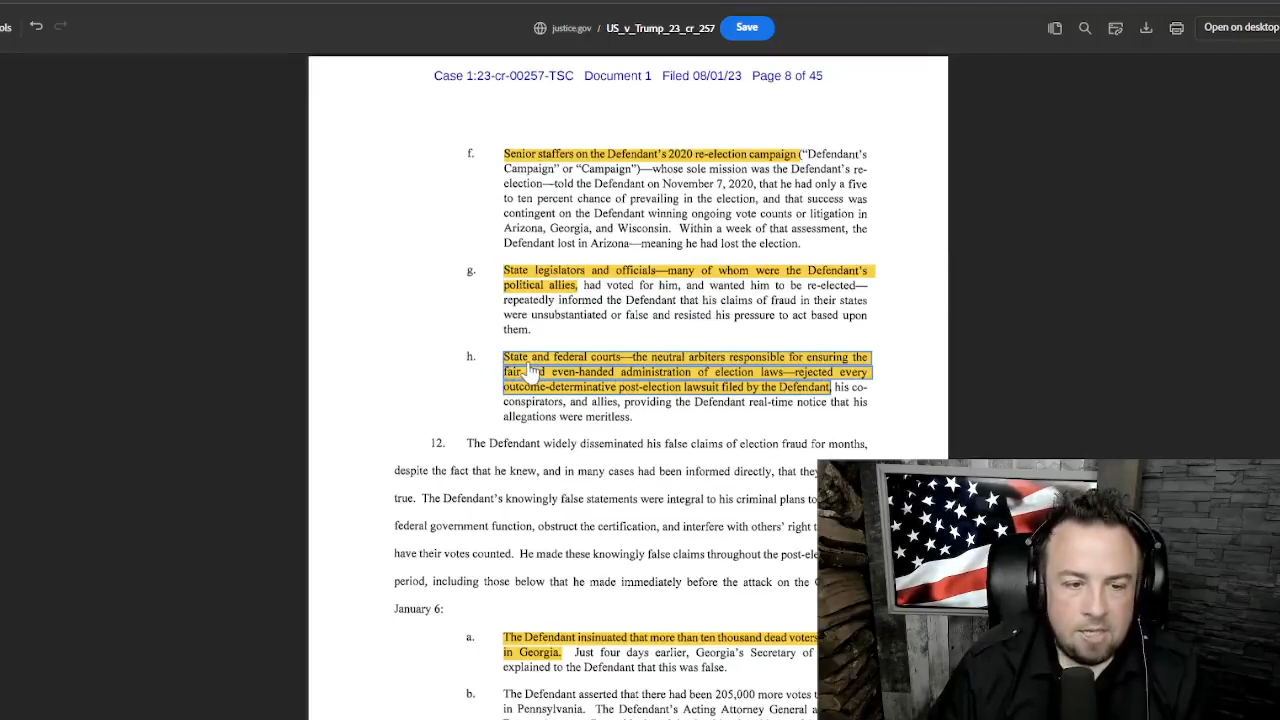 ols
justice.gov / US_v_Trump_23_cr_257 Save Open on desktop
Case 1:23-cr-00257-TSC Document 1 Filed 08/01/23 Page 8 of 45
f. Senior staffers on the Defendant's 2020 re-election campaign (“Defendant's
Campaign” or “Campaign”)—whose sole mission was the Defendant's re-
election—told the Defendant on November 7, 2020, that he had only a five
to ten percent chance of prevailing in the election, and that success was
contingent on the Defendant winning ongoing vote counts or litigation in
Arizona, Georgia, and Wisconsin. Within a week of that assessment, the
Defendant lost in Arizona—meaning he had lost the election.
g. State legislators and officials—many of whom were the Defendant's
political allies, had voted for him, and wanted him to be re-elected—
repeatedly informed the Defendant that his claims of fraud in their states
were unsubstantiated or false and resisted his pressure to act based upon
them.
h. State and federal courts—the neutral arbiters responsible for ensuring the
fair and even-handed administration of election laws—rejected every
outcome-determinative post-election lawsuit filed by the Defendant, his co-
conspirators, and allies, providing the Defendant real-time notice that his
allegations were meritless.
12. The Defendant widely disseminated his false claims of election fraud for months,
despite the fact that he knew, and in many cases had been informed directly, that they
true. The Defendant's knowingly false statements were integral to his criminal plans to
federal government function, obstruct the certification, and interfere with others' right
have their votes counted. He made these knowingly false claims throughout the post-ele
period, including those below that he made immediately before the attack on the
January 6:
a. The Defendant insinuated that more than ten thousand dead voters
in Georgia. Just four days earlier, Georgia's Secretary of
explained to the Defendant that this was false.
b. The Defendant asserted that there had been 205,000 more votes
in Pennsylvania. The Defendant's Acting Attorney General